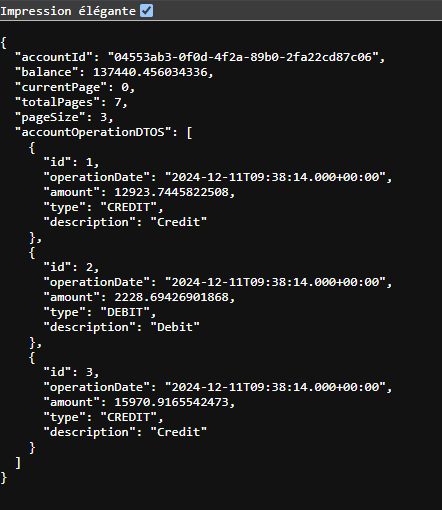 Impression élégante
{
  "accountId": "04553ab3-0f0d-4f2a-89b0-2fa22cd87c06",
  "balance": 137440.456034336,
  "currentPage": 0,
  "totalPages": 7,
  "pageSize": 3,
  "accountOperationDTOS": [
    {
      "id": 1,
      "operationDate": "2024-12-11T09:38:14.000+00:00",
      "amount": 12923.7445822508,
      "type": "CREDIT",
      "description": "Credit"
    },
    {
      "id": 2,
      "operationDate": "2024-12-11T09:38:14.000+00:00",
      "amount": 2228.69426901868,
      "type": "DEBIT",
      "description": "Debit"
    },
    {
      "id": 3,
      "operationDate": "2024-12-11T09:38:14.000+00:00",
      "amount": 15970.9165542473,
      "type": "CREDIT",
      "description": "Credit"
    }
  ]
}